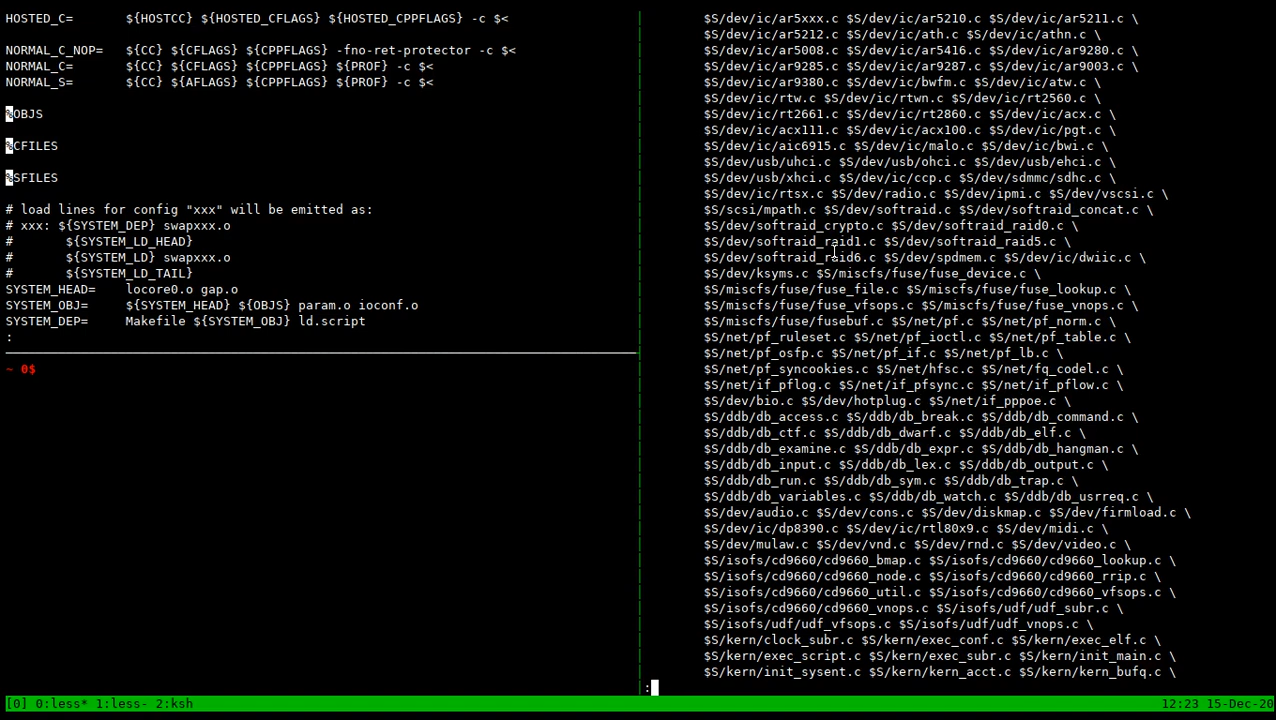 HOSTED_C=       ${HOSTCC} ${HOSTED_CFLAGS} ${HOSTED_CPPFLAGS} -c $<
NORMAL_C_NOP=   ${CC} ${CFLAGS} ${CPPFLAGS} -fno-ret-protector -c $<
NORMAL_C=       ${CC} ${CFLAGS} ${CPPFLAGS} ${PROF} -c $<
NORMAL_S=       ${CC} ${AFLAGS} ${CPPFLAGS} ${PROF} -c $<
%OBJS
%CFILES
%SFILES
# load lines for config "xxx" will be emitted as:
# xxx: ${SYSTEM_DEP} swapxxx.o
#       ${SYSTEM_LD_HEAD}
#       ${SYSTEM_LD} swapxxx.o
#       ${SYSTEM_LD_TAIL}
SYSTEM_HEAD=    locore0.o gap.o
SYSTEM_OBJ=     ${SYSTEM_HEAD} ${OBJS} param.o ioconf.o
SYSTEM_DEP=     Makefile ${SYSTEM_OBJ} ld.script
:
~ 0$
$S/dev/ic/ar5xxx.c $S/dev/ic/ar5210.c $S/dev/ic/ar5211.c \
$S/dev/ic/ar5212.c $S/dev/ic/ath.c $S/dev/ic/athn.c \
$S/dev/ic/ar5008.c $S/dev/ic/ar5416.c $S/dev/ic/ar9280.c \
$S/dev/ic/ar9285.c $S/dev/ic/ar9287.c $S/dev/ic/ar9003.c \
$S/dev/ic/ar9380.c $S/dev/ic/bwfm.c $S/dev/ic/atw.c \
$S/dev/ic/rtw.c $S/dev/ic/rtwn.c $S/dev/ic/rt2560.c \
$S/dev/ic/rt2661.c $S/dev/ic/rt2860.c $S/dev/ic/acx.c \
$S/dev/ic/acx111.c $S/dev/ic/acx100.c $S/dev/ic/pgt.c \
$S/dev/ic/aic6915.c $S/dev/ic/malo.c $S/dev/ic/bwi.c \
$S/dev/usb/uhci.c $S/dev/usb/ohci.c $S/dev/usb/ehci.c \
$S/dev/usb/xhci.c $S/dev/ic/ccp.c $S/dev/sdmmc/sdhc.c \
$S/dev/ic/rtsx.c $S/dev/radio.c $S/dev/ipmi.c $S/dev/vscsi.c \
$S/scsi/mpath.c $S/dev/softraid.c $S/dev/softraid_concat.c \
$S/dev/softraid_crypto.c $S/dev/softraid_raid0.c \
$S/dev/softraid_raid1.c $S/dev/softraid_raid5.c \
$S/dev/softraid_raid6.c $S/dev/spdmem.c $S/dev/ic/dwiic.c \
$S/dev/ksyms.c $S/miscfs/fuse/fuse_device.c \
$S/miscfs/fuse/fuse_file.c $S/miscfs/fuse/fuse_lookup.c \
$S/miscfs/fuse/fuse_vfsops.c $S/miscfs/fuse/fuse_vnops.c \
$S/miscfs/fuse/fusebuf.c $S/net/pf.c $S/net/pf_norm.c \
$S/net/pf_ruleset.c $S/net/pf_ioctl.c $S/net/pf_table.c \
$S/net/pf_osfp.c $S/net/pf_if.c $S/net/pf_lb.c \
$S/net/pf_syncookies.c $S/net/hfsc.c $S/net/fq_codel.c \
$S/net/if_pflog.c $S/net/if_pfsync.c $S/net/if_pflow.c \
$S/dev/bio.c $S/dev/hotplug.c $S/net/if_pppoe.c \
$S/ddb/db_access.c $S/ddb/db_break.c $S/ddb/db_command.c \
$S/ddb/db_ctf.c $S/ddb/db_dwarf.c $S/ddb/db_elf.c \
$S/ddb/db_examine.c $S/ddb/db_expr.c $S/ddb/db_hangman.c \
$S/ddb/db_input.c $S/ddb/db_lex.c $S/ddb/db_output.c \
$S/ddb/db_run.c $S/ddb/db_sym.c $S/ddb/db_trap.c \
$S/ddb/db_variables.c $S/ddb/db_watch.c $S/ddb/db_usrreq.c \
$S/dev/audio.c $S/dev/cons.c $S/dev/diskmap.c $S/dev/firmload.c \
$S/dev/ic/dp8390.c $S/dev/ic/rtl80x9.c $S/dev/midi.c \
$S/dev/mulaw.c $S/dev/vnd.c $S/dev/rnd.c $S/dev/video.c \
$S/isofs/cd9660/cd9660_bmap.c $S/isofs/cd9660/cd9660_lookup.c \
$S/isofs/cd9660/cd9660_node.c $S/isofs/cd9660/cd9660_rrip.c \
$S/isofs/cd9660/cd9660_util.c $S/isofs/cd9660/cd9660_vfsops.c \
$S/isofs/cd9660/cd9660_vnops.c $S/isofs/udf/udf_subr.c \
$S/isofs/udf/udf_vfsops.c $S/isofs/udf/udf_vnops.c \
$S/kern/clock_subr.c $S/kern/exec_conf.c $S/kern/exec_elf.c \
$S/kern/exec_script.c $S/kern/exec_subr.c $S/kern/init_main.c \
$S/kern/init_sysent.c $S/kern/kern_acct.c $S/kern/kern_bufq.c \
:
[0] 0:less* 1:less- 2:ksh 12:23 15-Dec-20